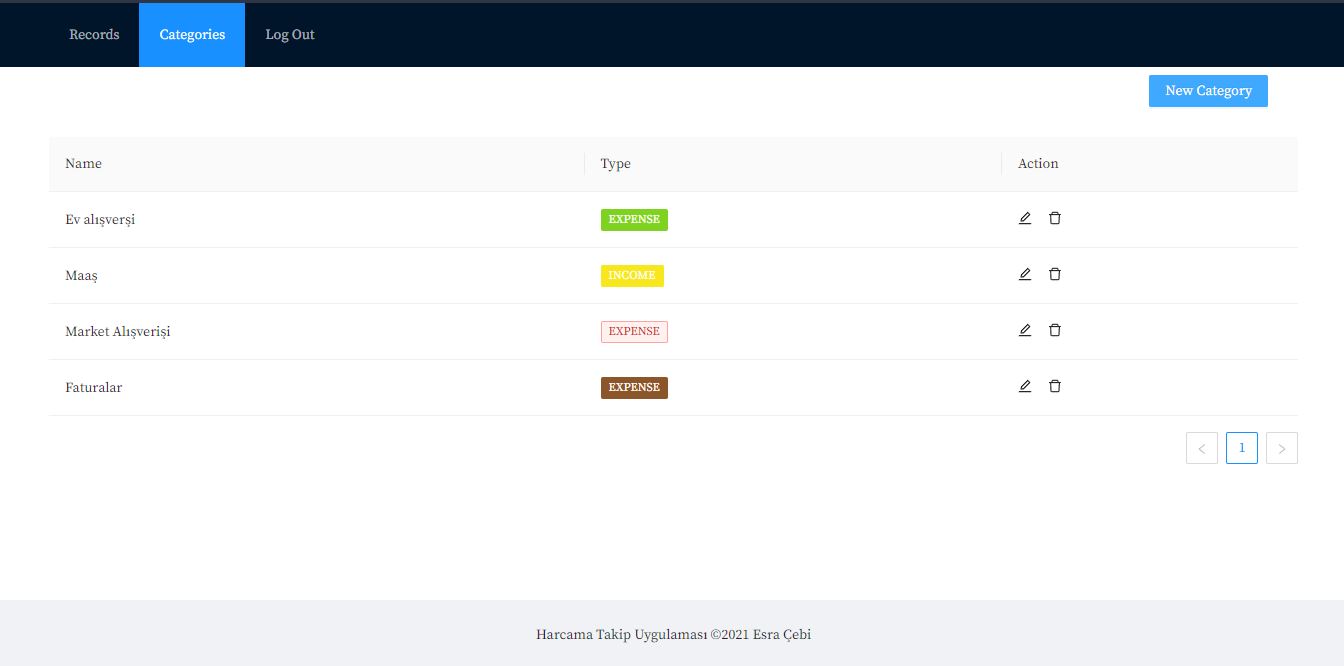 Records Categories Log Out
New Category
Name Type Action
Ev alışverşi EXPENSE
Maaş INCOME
Market Alışverişi EXPENSE
Faturalar EXPENSE
< 1 >
Harcama Takip Uygulaması ©2021 Esra Çebi